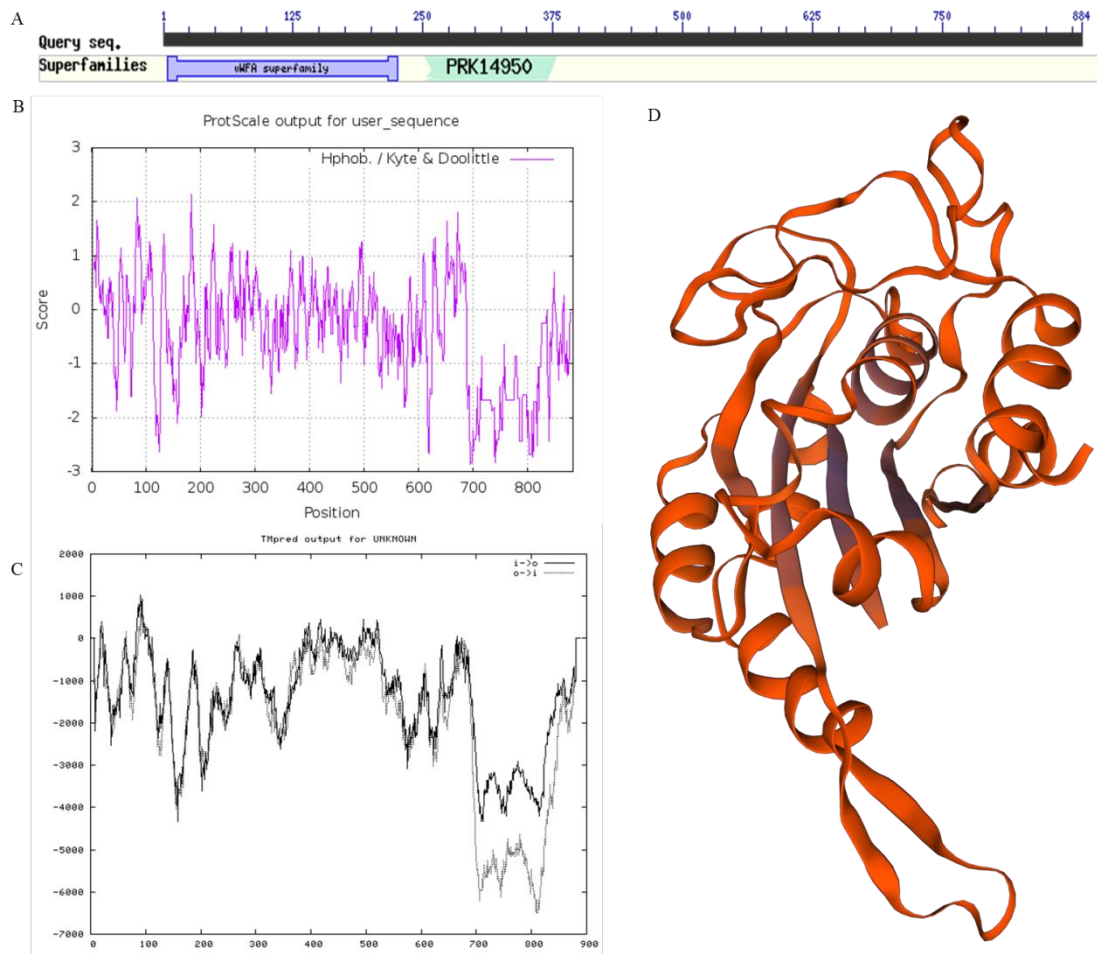 A
1 125 250 375 500 625 750 884
Query seq.
Superfamilies vWFA superfamily PRK14950
B
ProtScale output for user_sequence
Hphob. / Kyte & Doolittle
3
2
1
0
-1
-2
-3
Score
0 100 200 300 400 500 600 700 800
Position
C
TMpred output for UNKNOWN
i->o
o->i
2000
1000
0
-1000
-2000
-3000
-4000
-5000
-6000
-7000
0 100 200 300 400 500 600 700 800 900
D